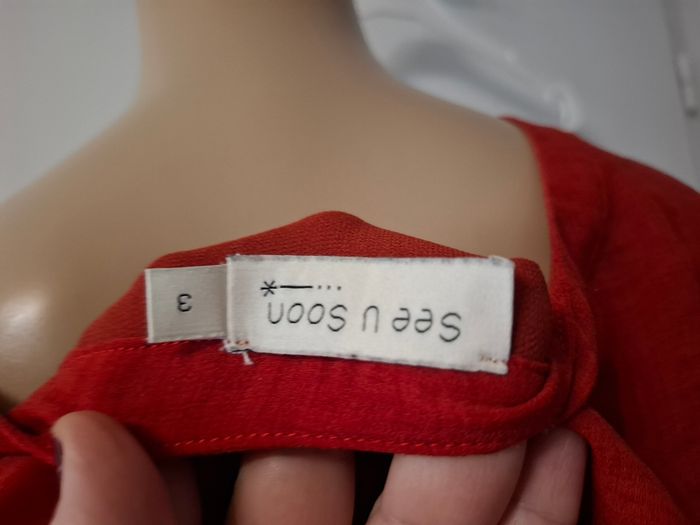 See u Soon
...—*
3